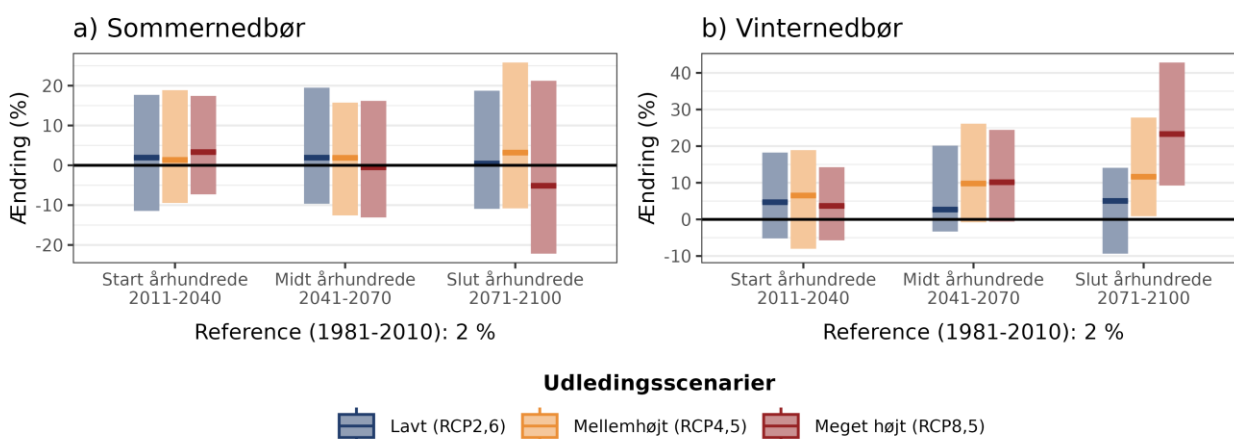 a) Sommernedbør
Ændring (%)
20
10
0
-10
-20
Start århundrede
2011-2040
Midt århundrede
2041-2070
Slut århundrede
2071-2100
Reference (1981-2010): 2 %
b) Vinternedbør
Ændring (%)
40
30
20
10
0
-10
Start århundrede
2011-2040
Midt århundrede
2041-2070
Slut århundrede
2071-2100
Reference (1981-2010): 2 %
Udledingsscenarier
Lavt (RCP2,6)
Mellemhøjt (RCP4,5)
Meget højt (RCP8,5)